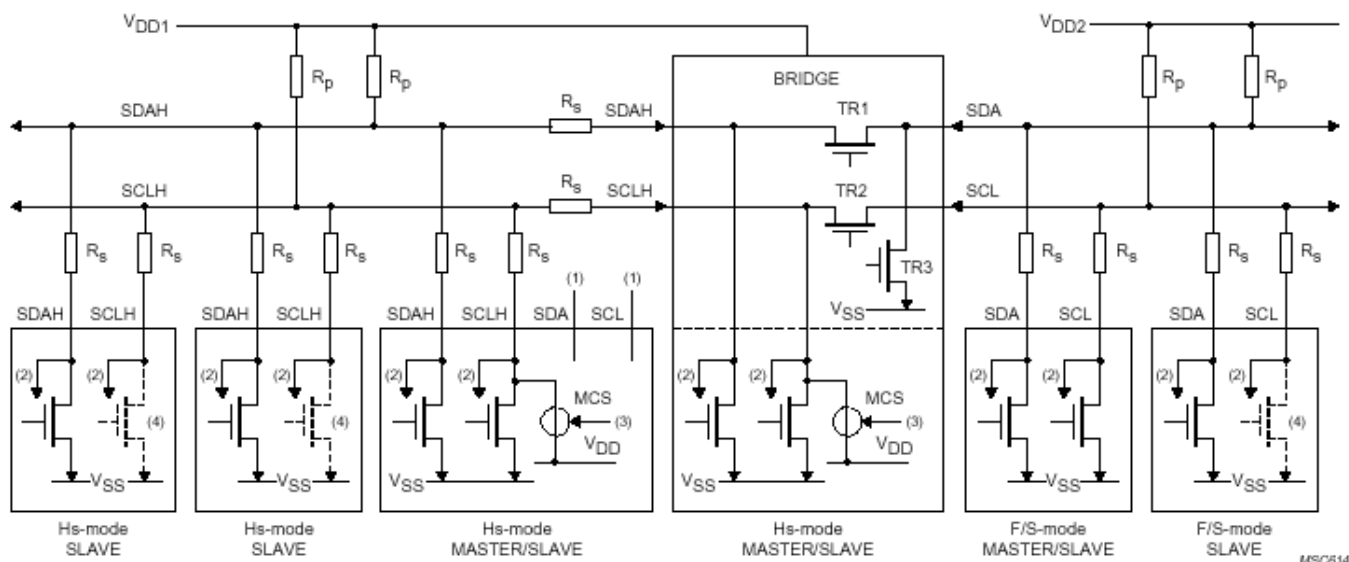 VDD1
VDD2
Rp Rp
BRIDGE
Rp Rp
SDAH Rs SDAH TR1 SDA
SCLH Rs SCLH TR2 SCL
Rs Rs Rs Rs Rs Rs TR3 Rs Rs Rs Rs
(1) (1)
VSS
SDAH SCLH SDAH SCLH SDAH SCLH SDA SCL SDA SCL SDA SCL
(2) (2) (2) (2) (2) (2) (2) (2) (2) (2) (2) (2)
MCS MCS
(4) (4) (3) (3) (4)
VDD VDD
VSS VSS VSS VSS VSS VSS
Hs-mode Hs-mode Hs-mode Hs-mode F/S-mode F/S-mode
SLAVE SLAVE MASTER/SLAVE MASTER/SLAVE MASTER/SLAVE SLAVE
MSC614